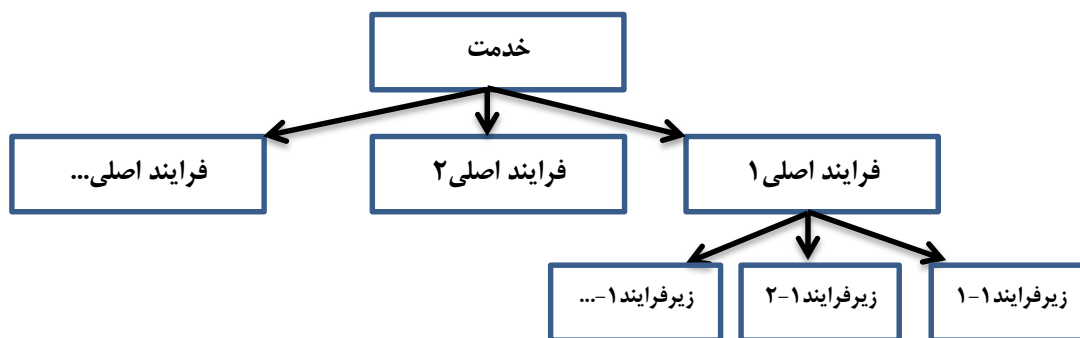 خدمت
فرایند اصلی۱
فرایند اصلی۲
فرایند اصلی...
زیرفرایند۱-۱
زیرفرایند۱-۲
زیرفرایند۱-...